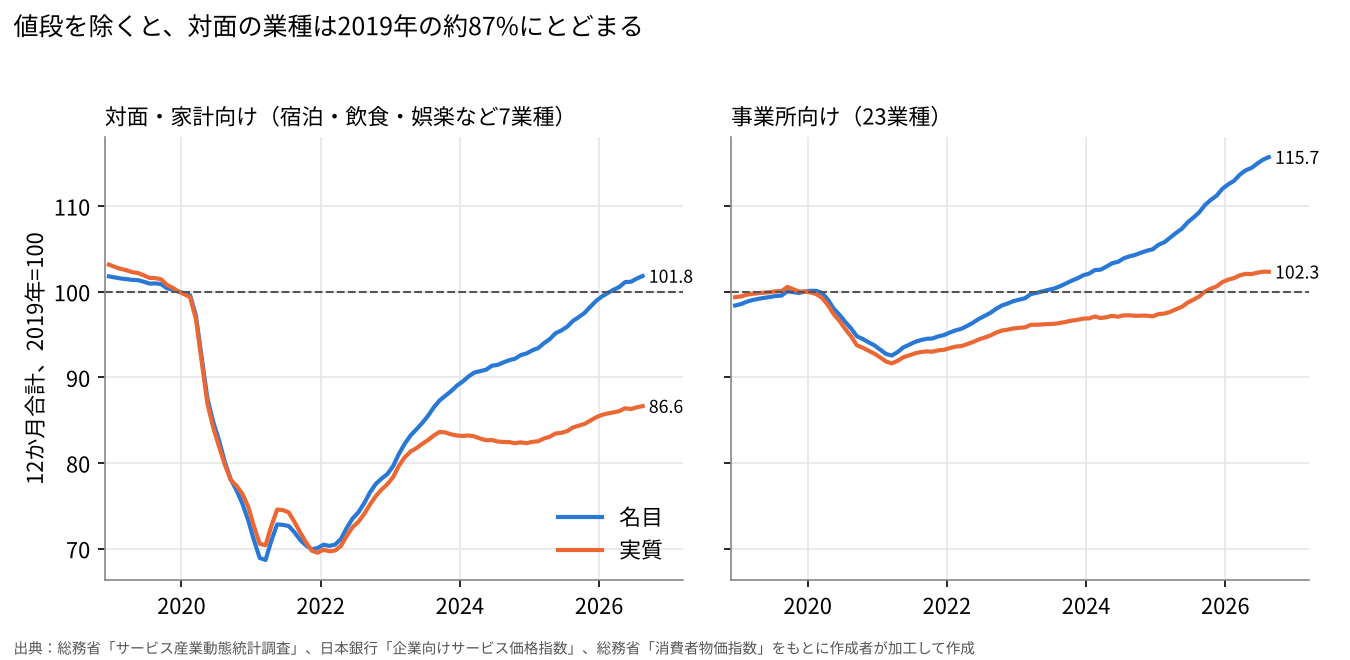 値段を除くと、対面の業種は2019年の約87%にとどまる
対面・家計向け（宿泊・飲食・娯楽など7業種）
事業所向け（23業種）
12か月合計、2019年=100
110
100
90
80
70
101.8
86.6
名目
実質
2020
2022
2024
2026
115.7
102.3
2020
2022
2024
2026
出典：総務省「サービス産業動態統計調査」、日本銀行「企業向けサービス価格指数」、総務省「消費者物価指数」をもとに作成者が加工して作成